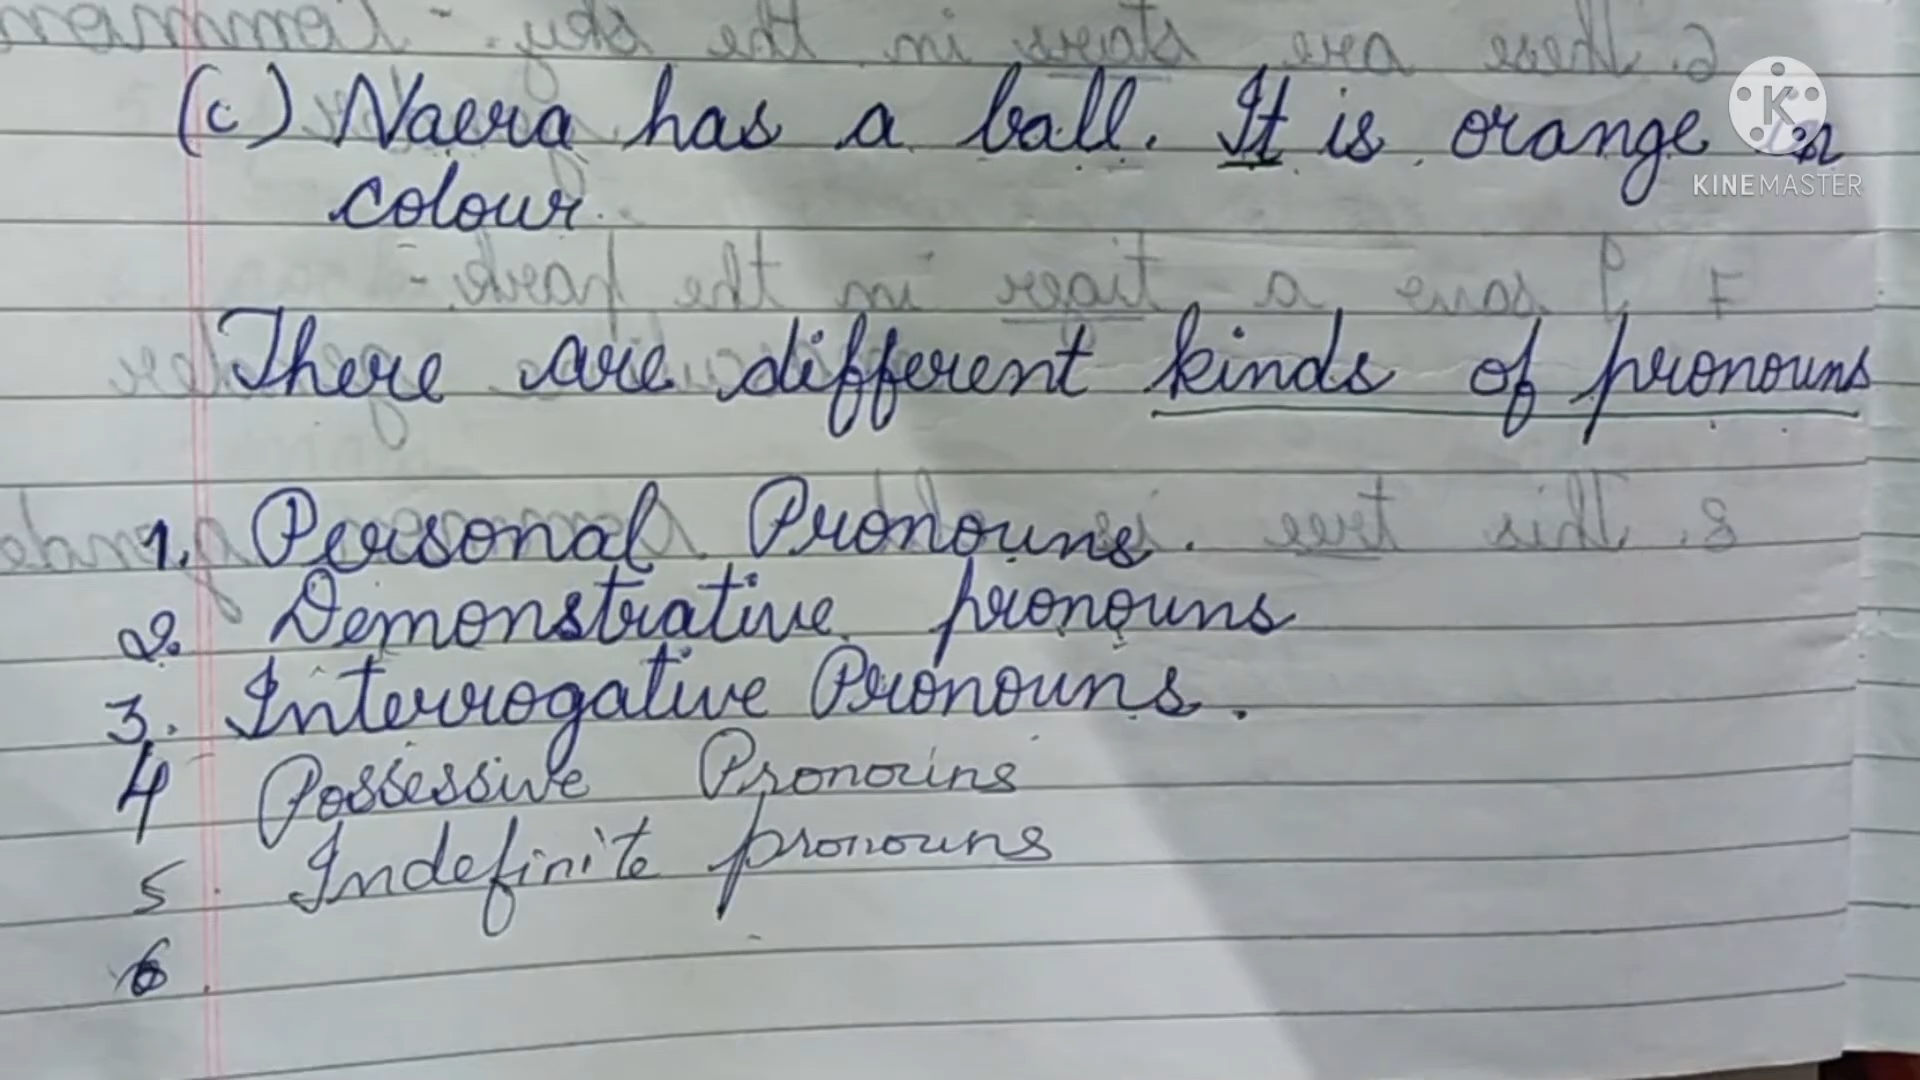 (c) Naera has a ball. It is orange in
colour.
There are different kinds of pronouns
1. Personal Pronouns.
2. Demonstrative pronouns
3. Interrogative Pronouns.
4 Possessive Pronouns
5. Indefinite pronouns
6.
K
KINEMASTER